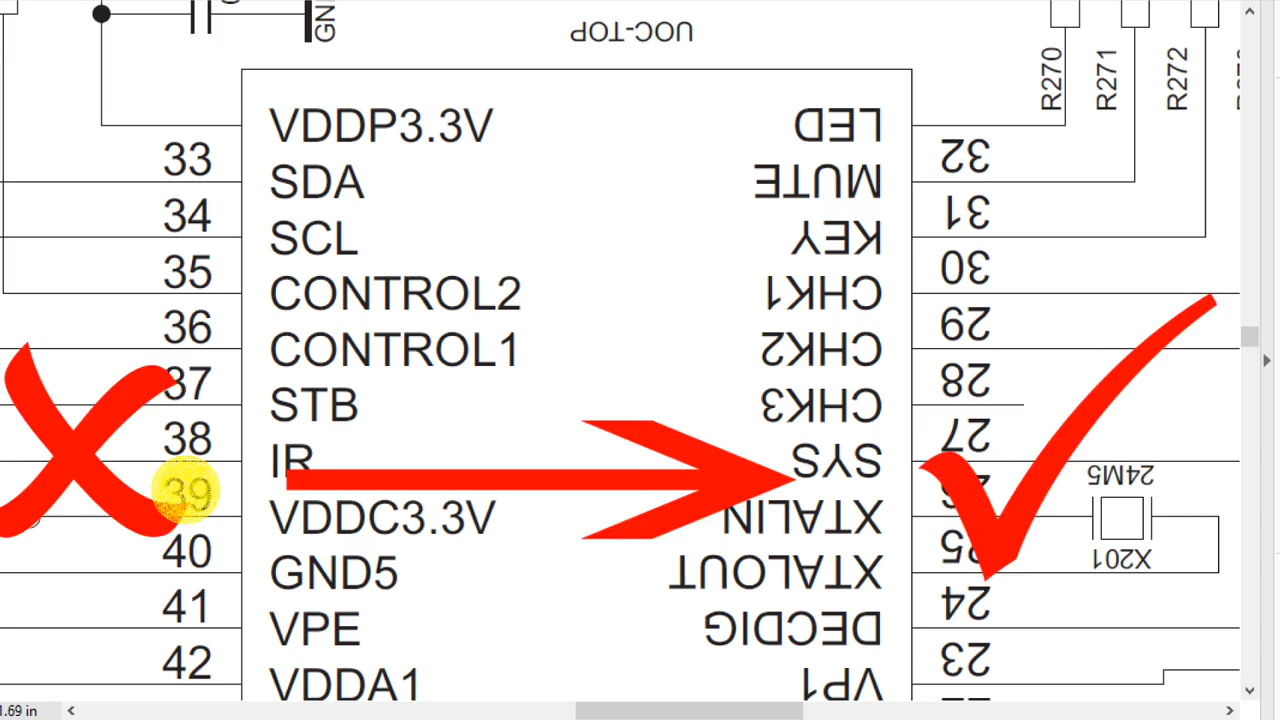 GN
UOC-TOP
R270
R271
R272
VDDP3.3V
LED
33
32
SDA
MUTE
34
31
SCL
KEY
35
30
CONTROL2
CHK1
36
29
CONTROL1
CHK2
37
28
STB
CHK3
38
27
IR
SYS
39
24M5
VDDC3.3V
XTALIN
40
25
X201
GND5
XTALOUT
41
24
VPE
DECDIG
42
23
VDDA1
VP1
1.69 in